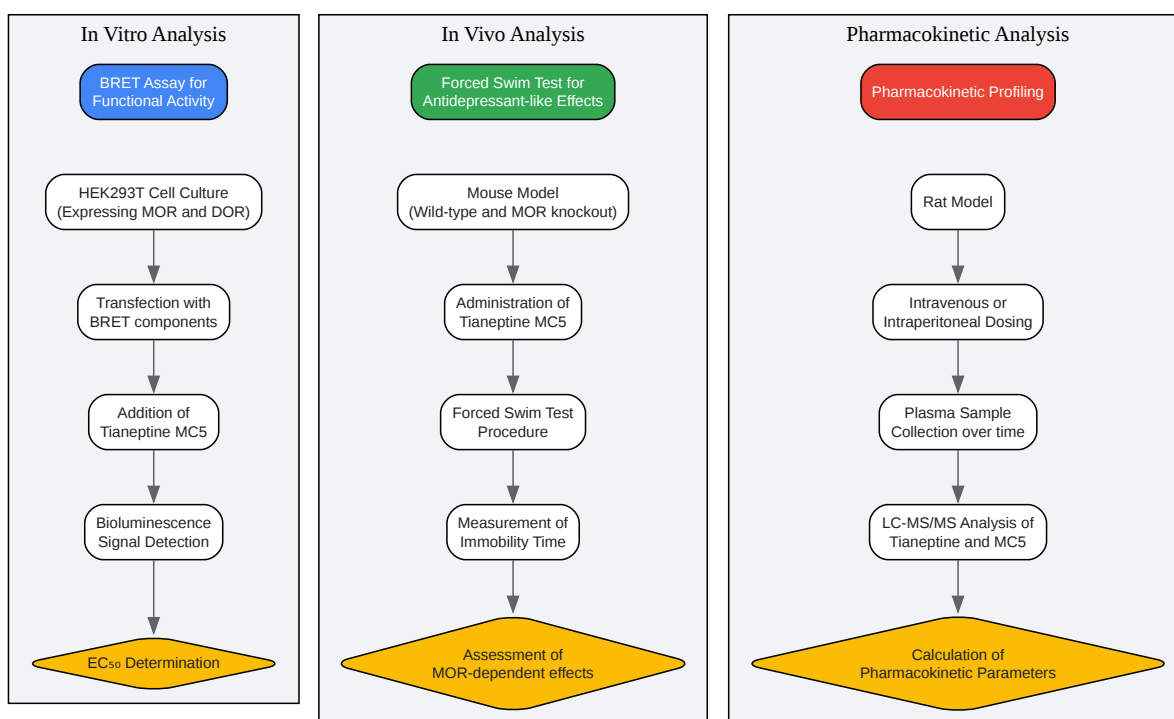 In Vitro Analysis
BRET Assay for
Functional Activity
HEK293T Cell Culture
(Expressing MOR and DOR)
Transfection with
BRET components
Addition of
Tianeptine MC5
Bioluminescence
Signal Detection
EC₅₀ Determination
In Vivo Analysis
Forced Swim Test for
Antidepressant-like Effects
Mouse Model
(Wild-type and MOR knockout)
Administration of
Tianeptine MC5
Forced Swim Test
Procedure
Measurement of
Immobility Time
Assessment of
MOR-dependent effects
Pharmacokinetic Analysis
Pharmacokinetic Profiling
Rat Model
Intravenous or
Intraperitoneal Dosing
Plasma Sample
Collection over time
LC-MS/MS Analysis of
Tianeptine and MC5
Calculation of
Pharmacokinetic Parameters